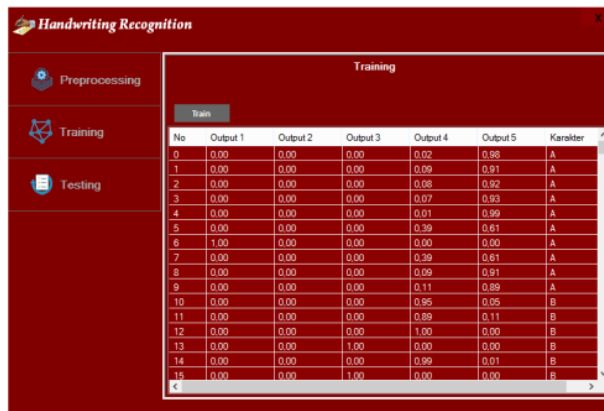 Handwriting Recognition
X
Preprocessing
Training
Testing
Training
Train
No Output 1 Output 2 Output 3 Output 4 Output 5 Karakter
0 0,00 0,00 0,00 0,02 0,98 A
1 0,00 0,00 0,00 0,09 0,91 A
2 0,00 0,00 0,00 0,08 0,92 A
3 0,00 0,00 0,00 0,07 0,93 A
4 0,00 0,00 0,00 0,01 0,99 A
5 0,00 0,00 0,00 0,39 0,61 A
6 1,00 0,00 0,00 0,00 0,00 A
7 0,00 0,00 0,00 0,39 0,61 A
8 0,00 0,00 0,00 0,09 0,91 A
9 0,00 0,00 0,00 0,11 0,89 A
10 0,00 0,00 0,00 0,95 0,05 B
11 0,00 0,00 0,00 0,89 0,11 B
12 0,00 0,00 0,00 1,00 0,00 B
13 0,00 0,00 1,00 0,00 0,00 B
14 0,00 0,00 0,00 0,99 0,01 B
15 0,00 0,00 1,00 0,00 0,00 B